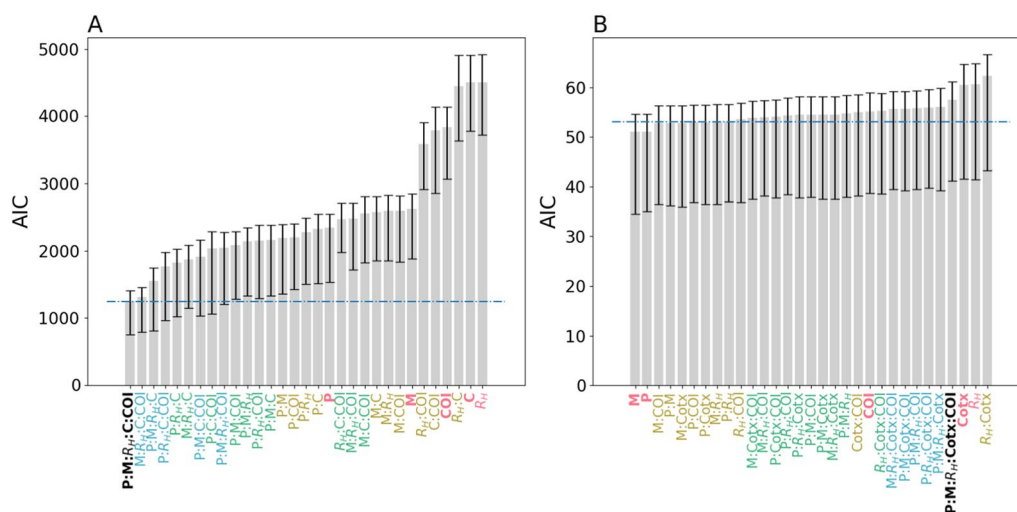 A
AIC
5000
4000
3000
2000
1000
0
P:M:R_H:C:COI
M:R_H:C:COI
P:M:R_H:C
P:R_H:C:COI
P:R_H:C
M:R_H:C
P:M:C:COI
P:C:COI
P:M:R_H:COI
P:M:COI
P:M:R_H
P:R_H:COI
P:M:C
P:M
P:COI
P:R_H
P:C
P
R_H:C:COI
M:R_H:COI
M:C:COI
M:C
M:R_H
M:COI
M
R_H:COI
C:COI
COI
R_H:C
C
R_H
B
AIC
60
50
40
30
20
10
0
M
P
M:COI
P:M
M:Cotx
P:COI
P:Cotx
M:R_H
P:R_H
R_H:COI
M:Cotx:COI
M:R_H:COI
P:Cotx:COI
P:M:COI
P:R_H:Cotx
P:R_H:COI
P:M:Cotx
M:R_H:Cotx
P:M:R_H
Cotx:COI
COI
R_H:Cotx:COI
M:R_H:Cotx:COI
P:M:Cotx:COI
P:M:R_H:COI
P:R_H:Cotx:COI
P:M:R_H:Cotx
P:M:R_H:Cotx:COI
Cotx
R_H
R_H:Cotx